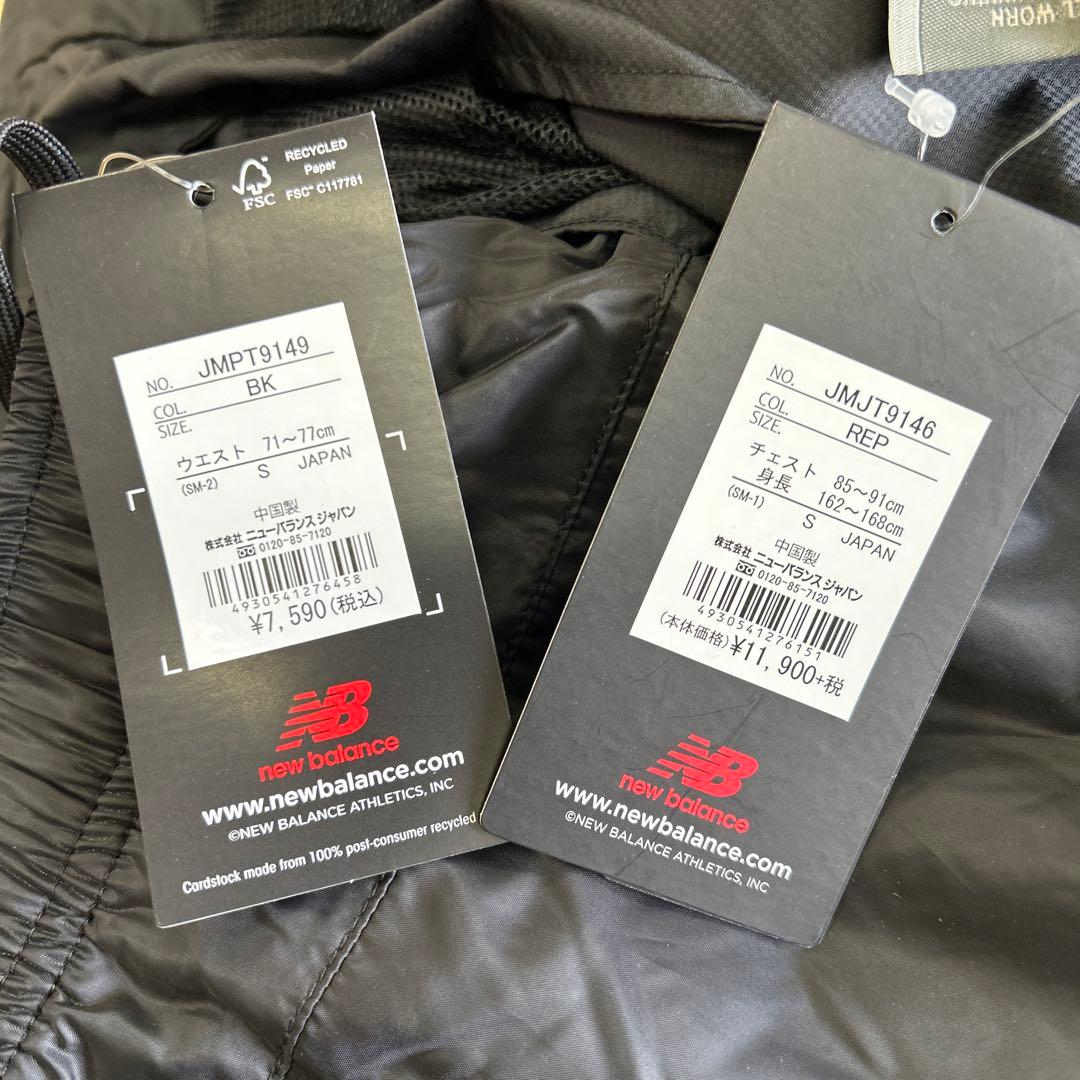 EL WORN
RECYCLED
Paper
FSC™ C117781
FSC
NO. JMPT9149
COL. BK
SIZE.
ウエスト 71～77cm
(SM-2) S JAPAN
中国製
株式会社 ニューバランス ジャパン
0120-85-7120
4930541276458
¥7,590(税込)
NB
new balance
www.newbalance.com
©NEW BALANCE ATHLETICS, INC
Cardstock made from 100% post-consumer recycled
NO. JMJT9146
COL. REP
SIZE.
チェスト 85～91cm
身長 162～168cm
(SM-1) S JAPAN
中国製
株式会社 ニューバランス ジャパン
0120-85-7120
4930541276151
(本体価格)¥11,900+税
NB
new balance
www.newbalance.com
©NEW BALANCE ATHLETICS, INC